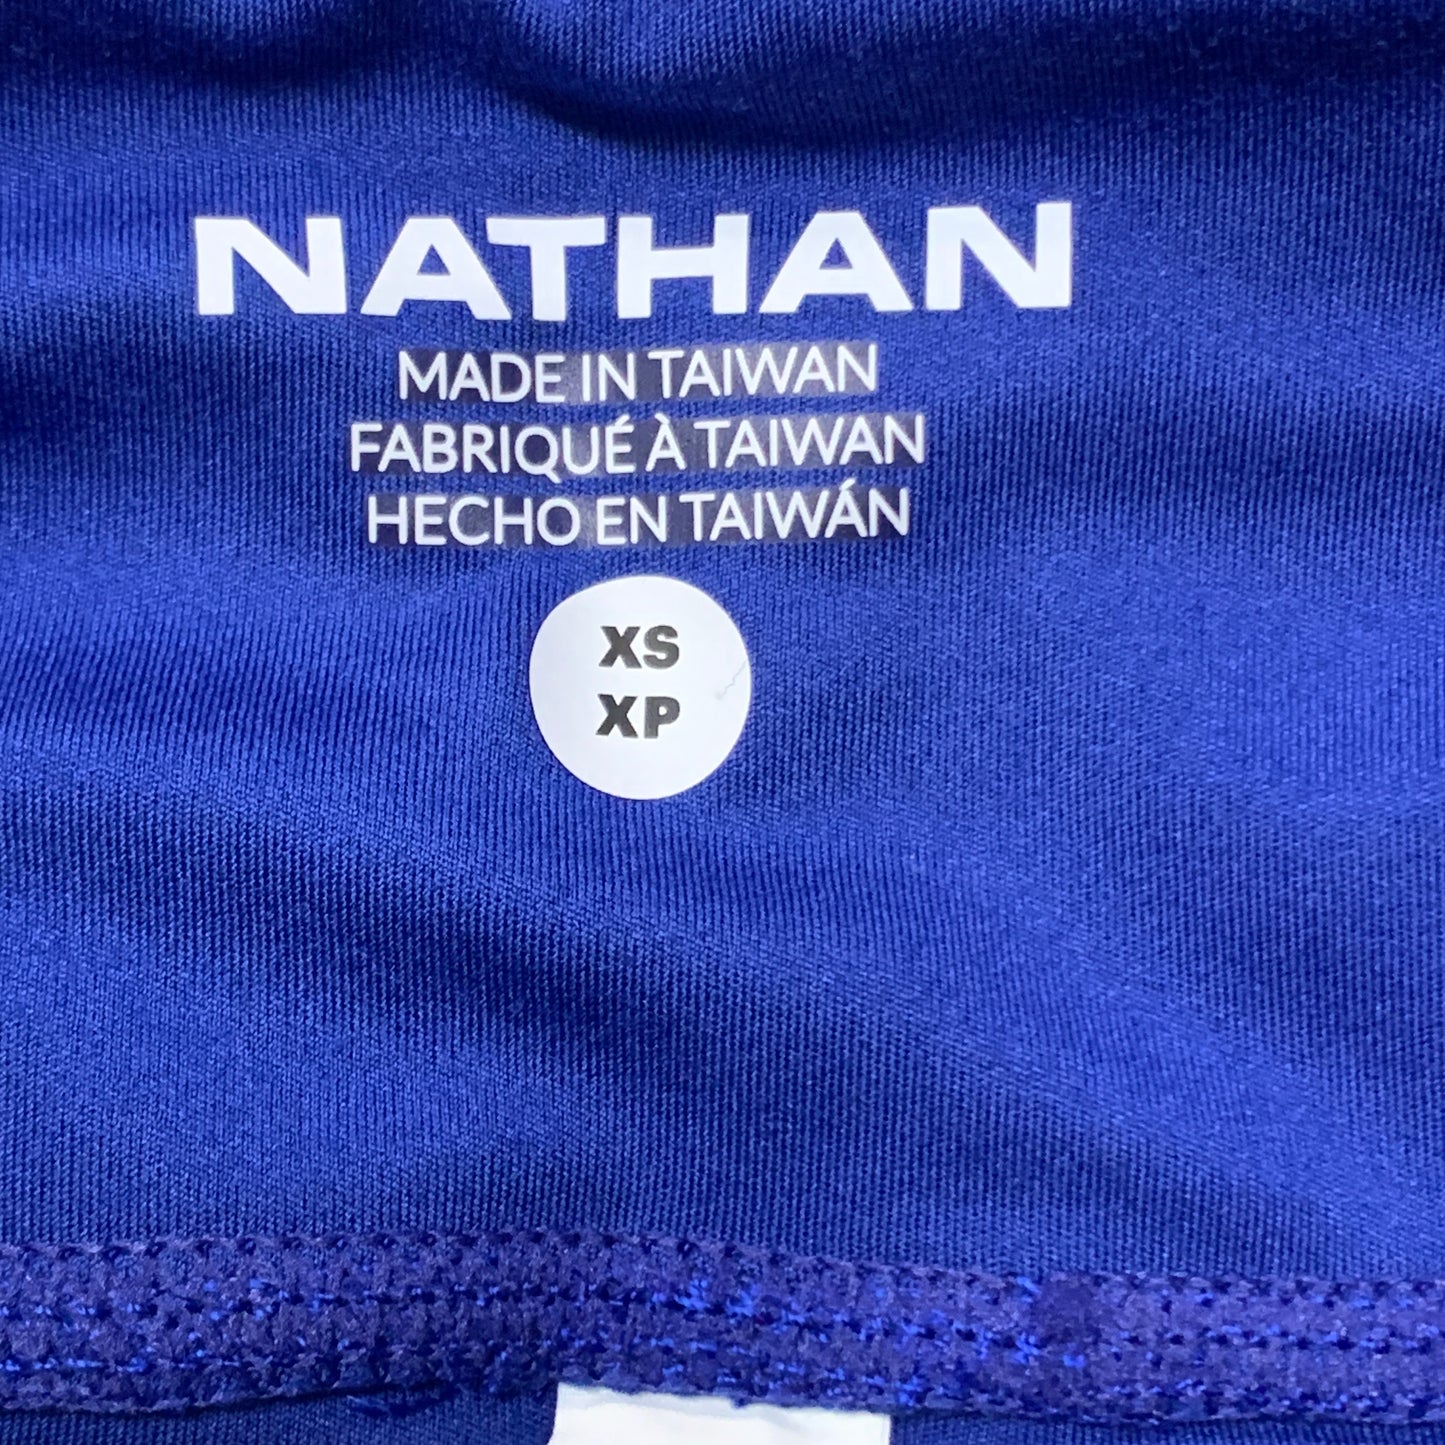 NATHAN
MADE IN TAIWAN
FABRIQUÉ À TAIWAN
HECHO EN TAIWÁN
XS
XP